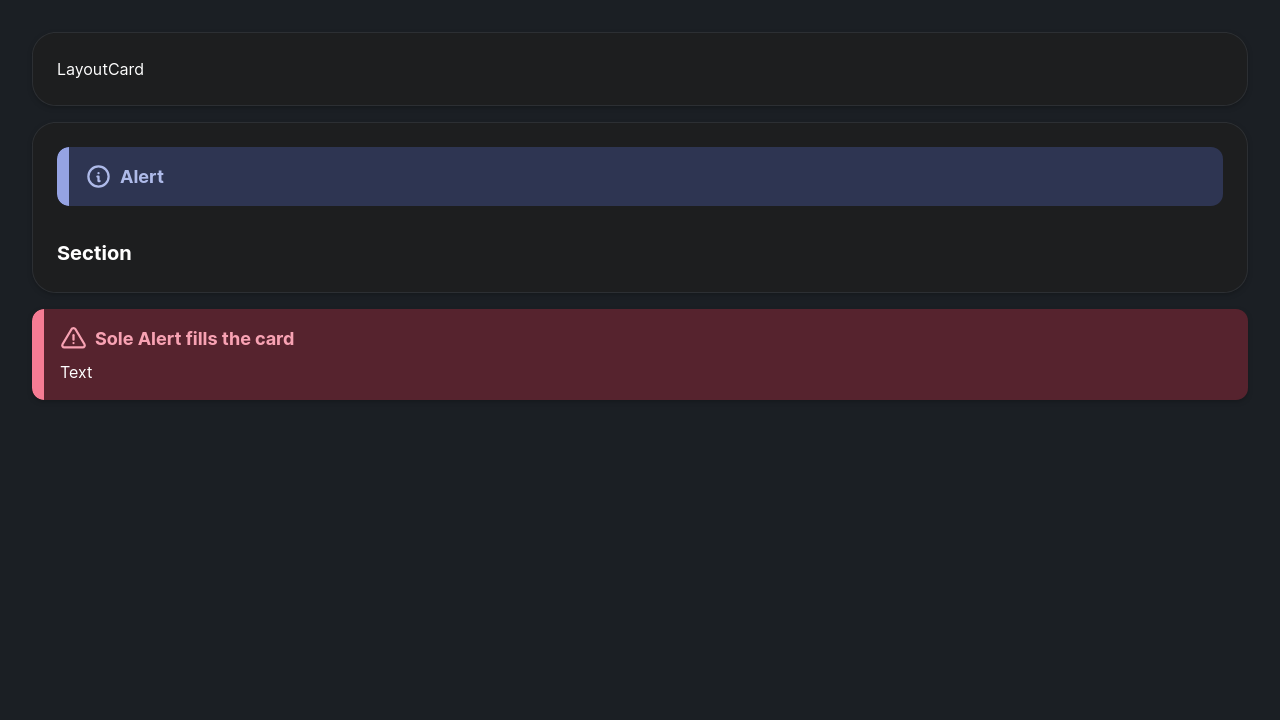 LayoutCard
Alert
Section
Sole Alert fills the card
Text